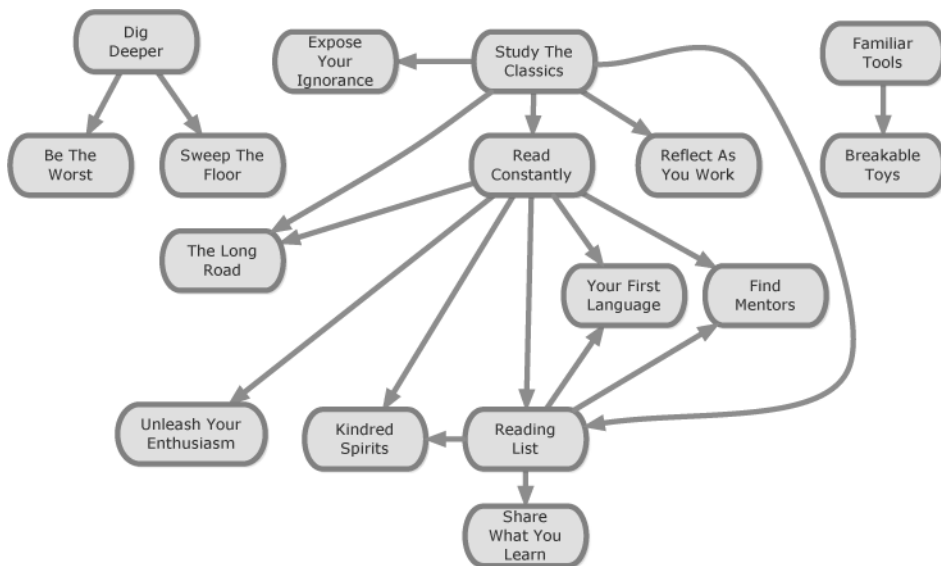 Dig
Deeper
Expose
Your
Ignorance
Study The
Classics
Familiar
Tools
Be The
Worst
Sweep The
Floor
Read
Constantly
Reflect As
You Work
Breakable
Toys
The Long
Road
Your First
Language
Find
Mentors
Unleash Your
Enthusiasm
Kindred
Spirits
Reading
List
Share
What You
Learn